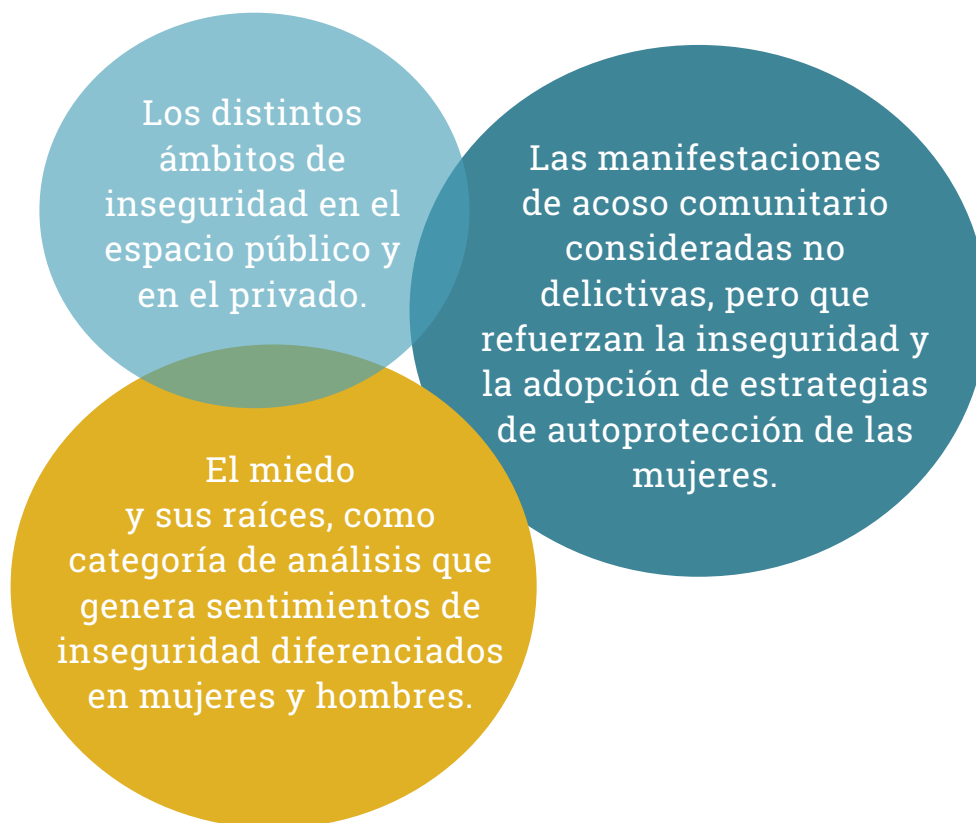 Los distintos
ámbitos de
inseguridad en el
espacio público y
en el privado.
Las manifestaciones
de acoso comunitario
consideradas no
delictivas, pero que
refuerzan la inseguridad y
la adopción de estrategias
de autoprotección de las
mujeres.
El miedo
y sus raíces, como
categoría de análisis que
genera sentimientos de
inseguridad diferenciados
en mujeres y hombres.